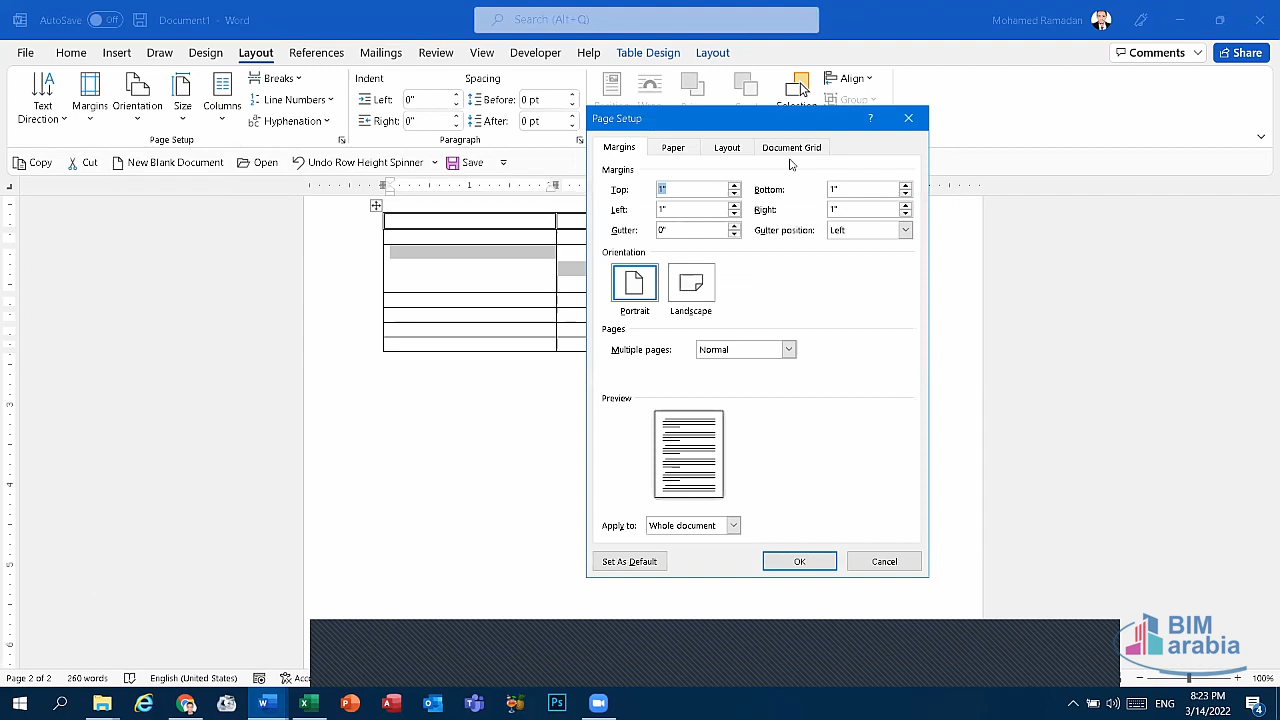 AutoSave Off Document1 - Word Search (Alt+Q) Mohamed Ramadan
File Home Insert Draw Design Layout References Mailings Review View Developer Help Table Design Layout Comments Share
Text Direction Margins Orientation Size Columns
Breaks
Line Numbers
Hyphenation
Page Setup
Indent
Left: 0"
Right: 0"
Spacing
Before: 0 pt
After: 0 pt
Paragraph
Selection
Align
Group
Copy Cut New Blank Document Open Undo Row Height Spinner Save
1
Page Setup ?
Margins Paper Layout Document Grid
Margins
Top: 1" Bottom: 1"
Left: 1" Right: 1"
Gutter: 0" Gutter position: Left
Orientation
Portrait Landscape
Pages
Multiple pages: Normal
Preview
Apply to: Whole document
Set As Default OK Cancel
3
4
5
6
BIM
arabia
Page 2 of 2 260 words English (United States) 100%
ENG
8:23 PM
3/14/2022